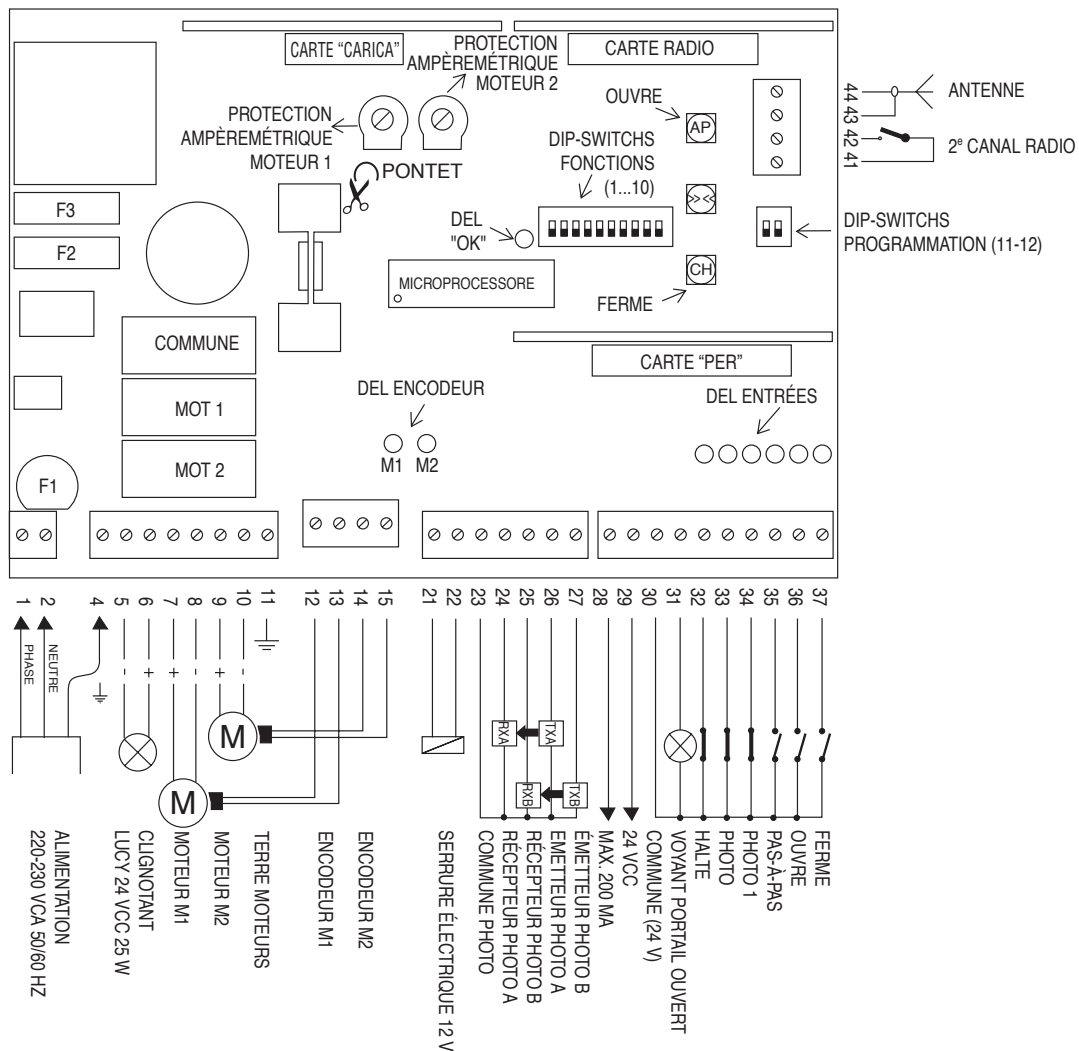 CARTE "CARICA"
PROTECTION
AMPÈREMÉTRIQUE
MOTEUR 2
CARTE RADIO
PROTECTION
AMPÈREMÉTRIQUE
MOTEUR 1
OUVRE
AP
DIP-SWITCHS
FONCTIONS
(1...10)
44
43
42
41
ANTENNE
2e CANAL RADIO
PONTET
F3
F2
DEL
"OK"
>> <<
DIP-SWITCHS
PROGRAMMATION (11-12)
MICROPROCESSORE
CH
FERME
COMMUNE
CARTE "PER"
MOT 1
DEL ENCODEUR
DEL ENTRÉES
MOT 2
M1 M2
F1
1 2 4 5 6 7 8 9 10 11 12 13 14 15 21 22 23 24 25 26 27 28 29 30 31 32 33 34 35 36 37
PHASE
NEUTRE
- + + - + -
M
M
RXA
TXA
RXB
TXB
ALIMENTATION
220-230 VCA 50/60 HZ
CLIGNOTANT
LUCY 24 VCC 25 W
MOTEUR M1
MOTEUR M2
TERRE MOTEURS
ENCODEUR M1
ENCODEUR M2
SERRURE ÉLECTRIQUE 12 V
COMMUNE PHOTO
RÉCEPTEUR PHOTO A
RÉCEPTEUR PHOTO B
EMETTEUR PHOTO A
ÉMETTEUR PHOTO B
MAX. 200 MA
24 VCC
COMMUNE (24 V)
VOYANT PORTAIL OUVERT
HALTE
PHOTO
PHOTO 1
PAS-À-PAS
OUVRE
FERME